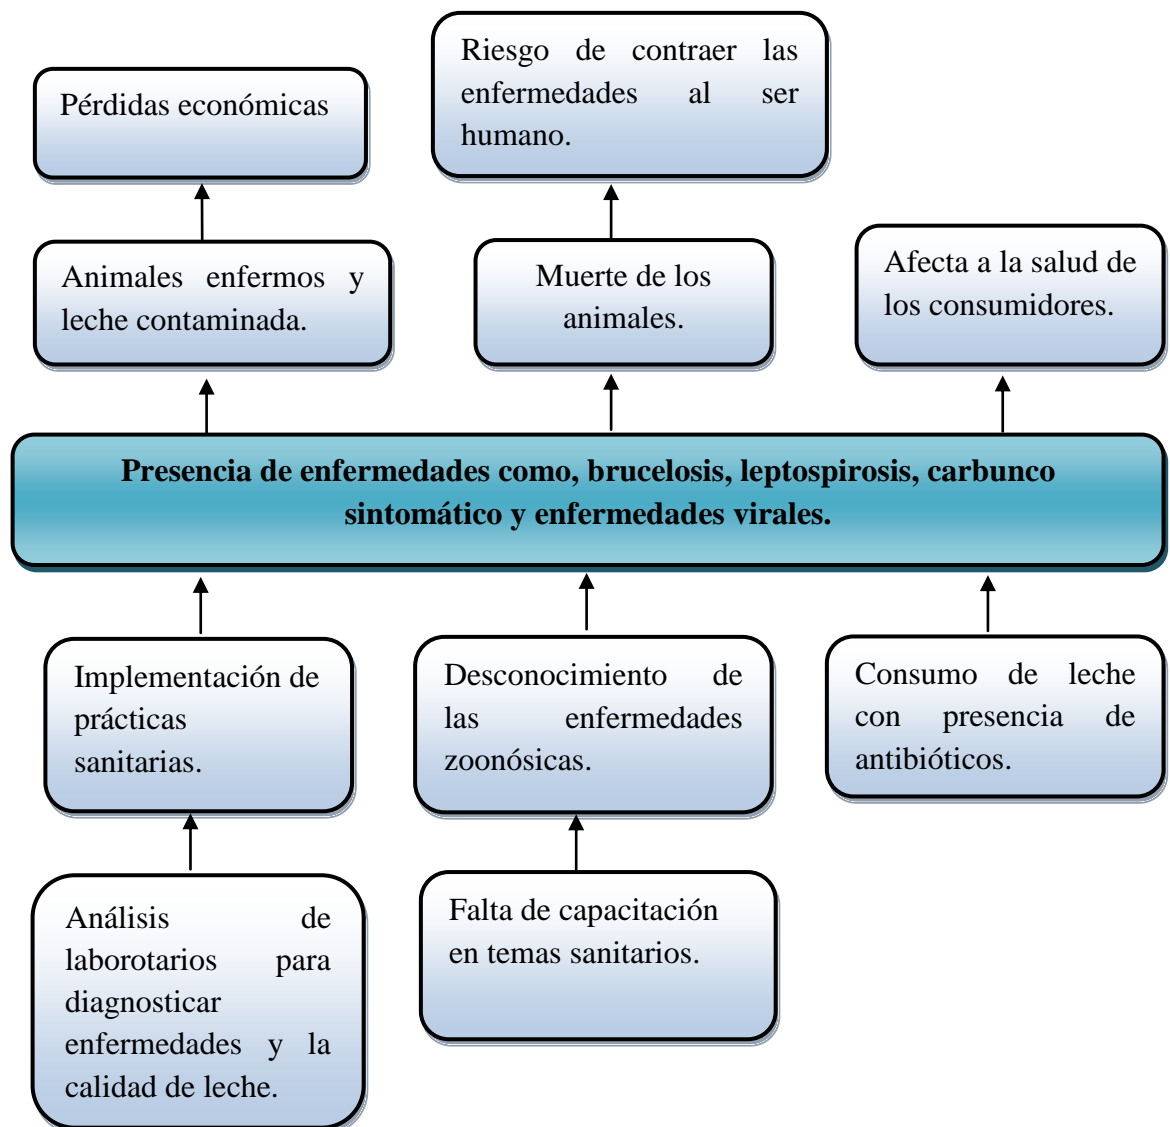 Riesgo de contraer las
enfermedades al ser
humano.
Pérdidas económicas
Animales enfermos y
leche contaminada.
Muerte de los
animales.
Afecta a la salud de
los consumidores.
Presencia de enfermedades como, brucelosis, leptospirosis, carbunco
sintomático y enfermedades virales.
Implementación de
prácticas
sanitarias.
Desconocimiento de
las enfermedades
zoonósicas.
Consumo de leche
con presencia de
antibióticos.
Análisis de
laborotarios para
diagnosticar
enfermedades y la
calidad de leche.
Falta de capacitación
en temas sanitarios.